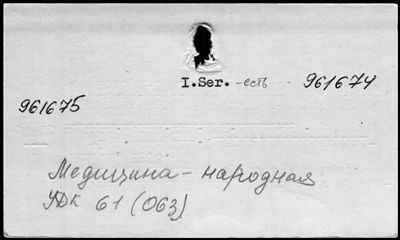 I.Ser. -есть 961674
961675
Медицина - народная
УДК 61 (063)